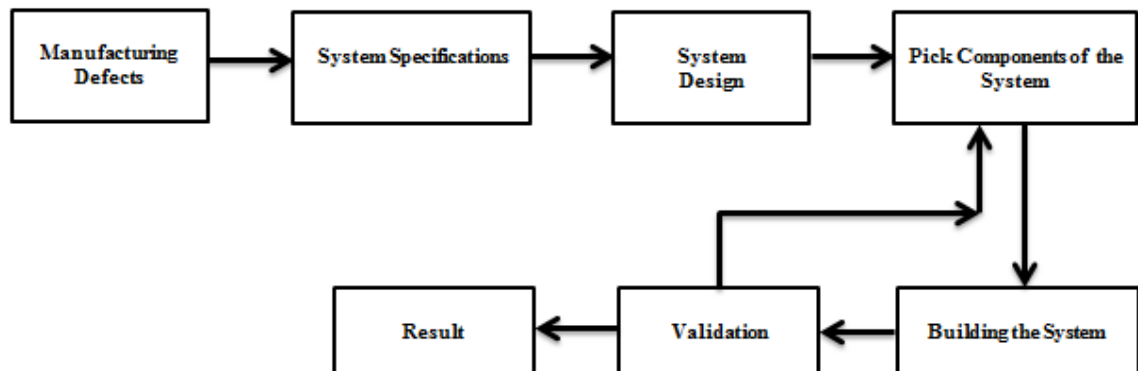 Manufacturing
Defects
System Specifications
System
Design
Pick Components of the
System
Result
Validation
Building the System